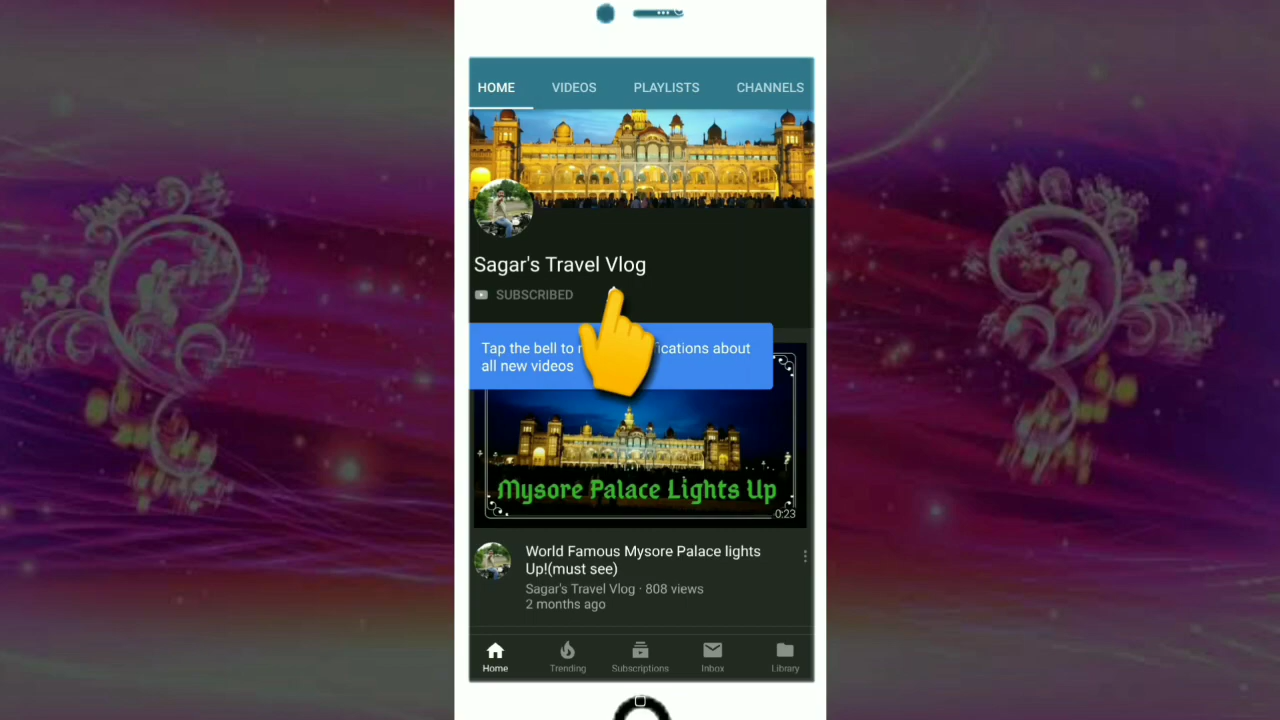 HOME VIDEOS PLAYLISTS CHANNELS
Sagar's Travel Vlog
SUBSCRIBED
Tap the bell to
about
all new videos
Mysore Palace Lights Up
0:23
World Famous Mysore Palace lights
Up!(must see)
Sagar's Travel Vlog · 808 views
2 months ago
Home Trending Subscriptions Inbox Library